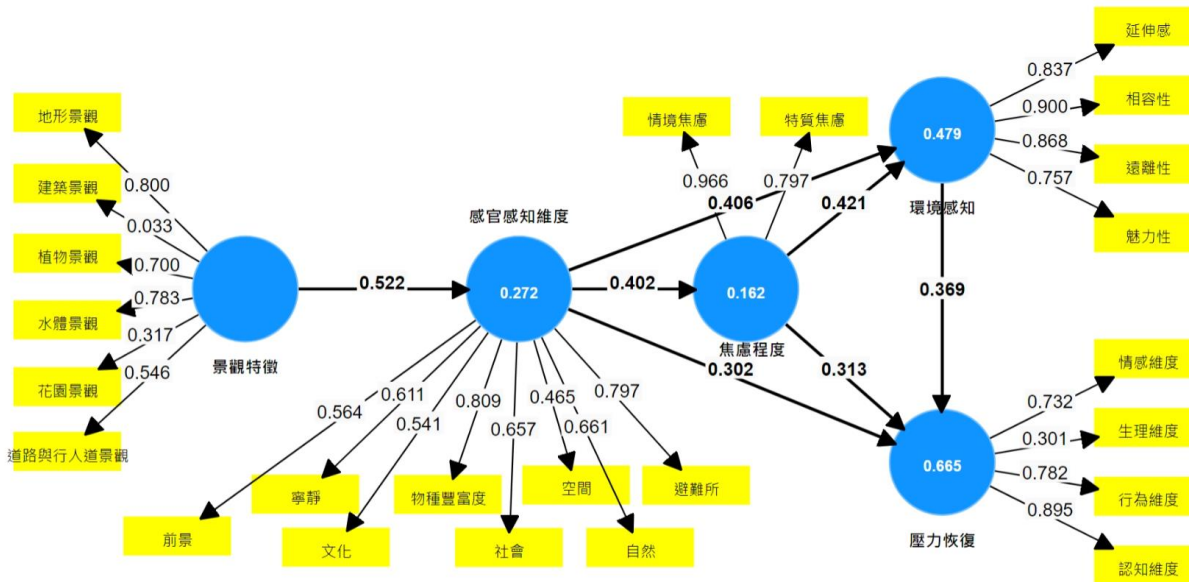 地形景觀
建築景觀
植物景觀
水體景觀
花園景觀
道路與行人道景觀
0.800
0.033
0.700
0.783
0.317
0.546
景觀特徵
0.522
感官感知維度
0.272
0.564
0.611
0.541
0.809
0.657
0.465
0.661
0.797
前景
寧靜
文化
物種豐富度
社會
空間
自然
避難所
0.406
0.402
0.302
情境焦慮
特質焦慮
0.966
0.797
0.162
焦慮程度
0.421
0.313
0.479
環境感知
0.837
0.900
0.868
0.757
延伸感
相容性
遠離性
魅力性
0.369
0.665
壓力恢復
0.732
0.301
0.782
0.895
情感維度
生理維度
行為維度
認知維度